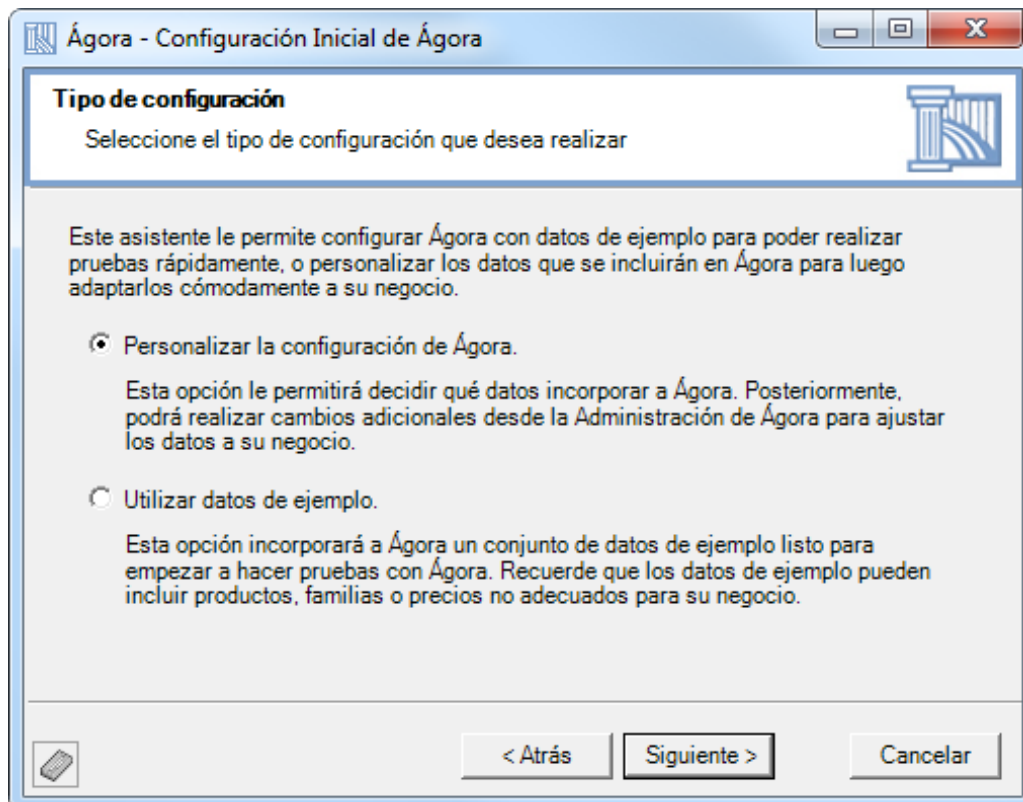 Ágora - Configuración Inicial de Ágora
Tipo de configuración
Seleccione el tipo de configuración que desea realizar
Este asistente le permite configurar Ágora con datos de ejemplo para poder realizar
pruebas rápidamente, o personalizar los datos que se incluirán en Ágora para luego
adaptarlos cómodamente a su negocio.
Personalizar la configuración de Ágora.
Esta opción le permitirá decidir qué datos incorporar a Ágora. Posteriormente,
podrá realizar cambios adicionales desde la Administración de Ágora para ajustar
los datos a su negocio.
Utilizar datos de ejemplo.
Esta opción incorporará a Ágora un conjunto de datos de ejemplo listo para
empezar a hacer pruebas con Ágora. Recuerde que los datos de ejemplo pueden
incluir productos, familias o precios no adecuados para su negocio.
< Atrás
Siguiente >
Cancelar